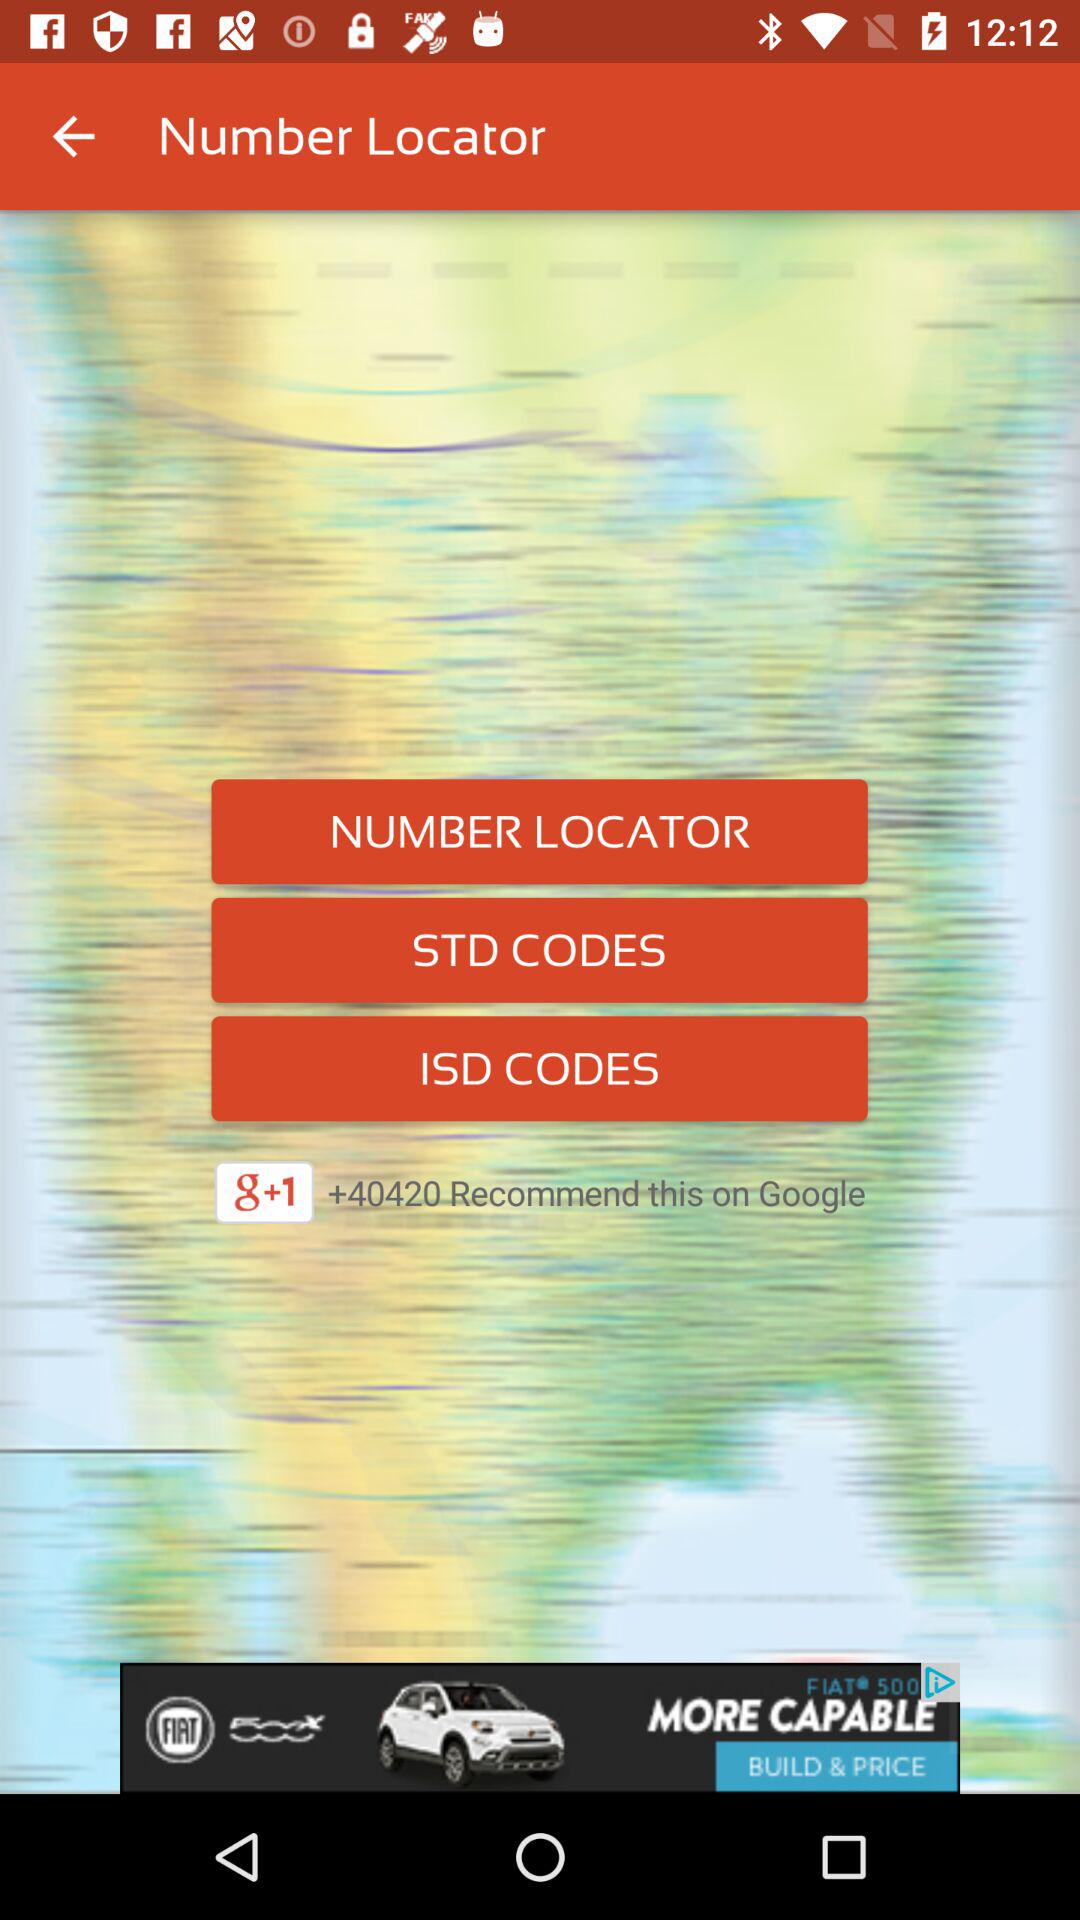 FAKE 12:12
Number Locator
NUMBER LOCATOR
STD CODES
ISD CODES
g+1 +40420 Recommend this on Google
FIAT® 500
FIAT 500X MORE CAPABLE
BUILD & PRICE